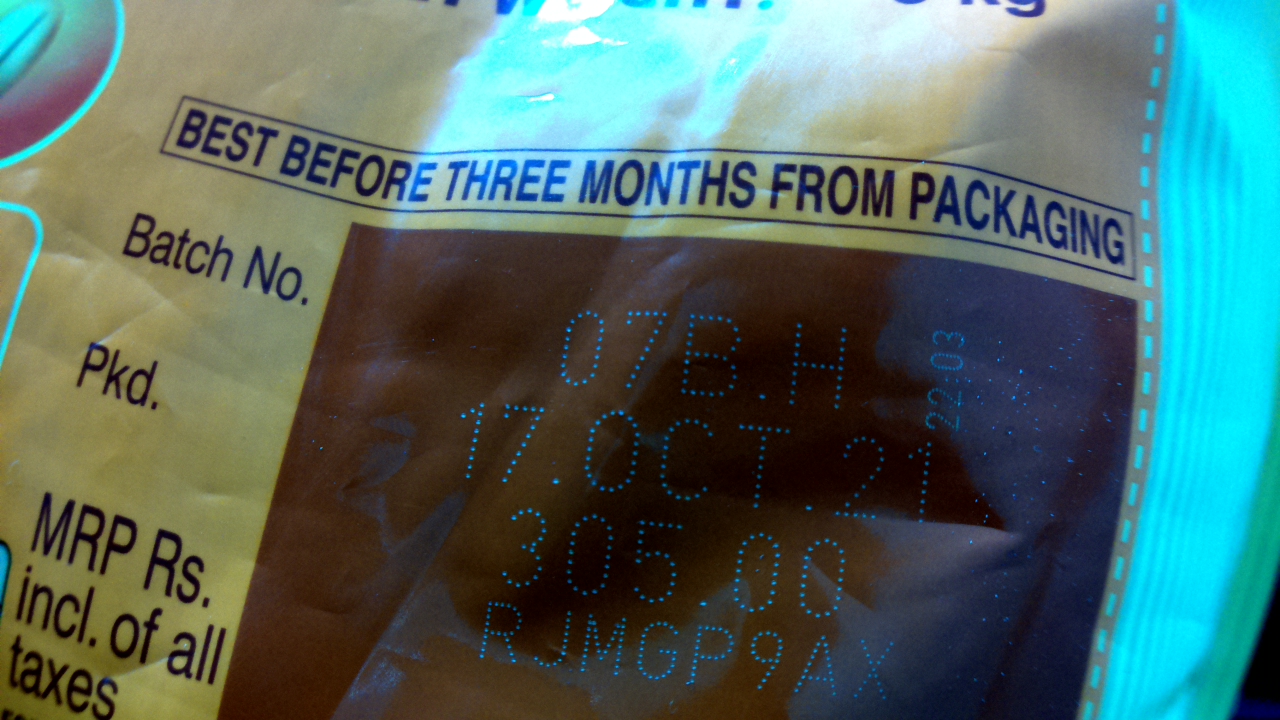 kg
BEST BEFORE THREE MONTHS FROM PACKAGING
Batch No.
07B.H
22:03
Pkd.
17.OCT.21
MRP Rs.
305.00
incl. of all
RJMGP9AX
taxes